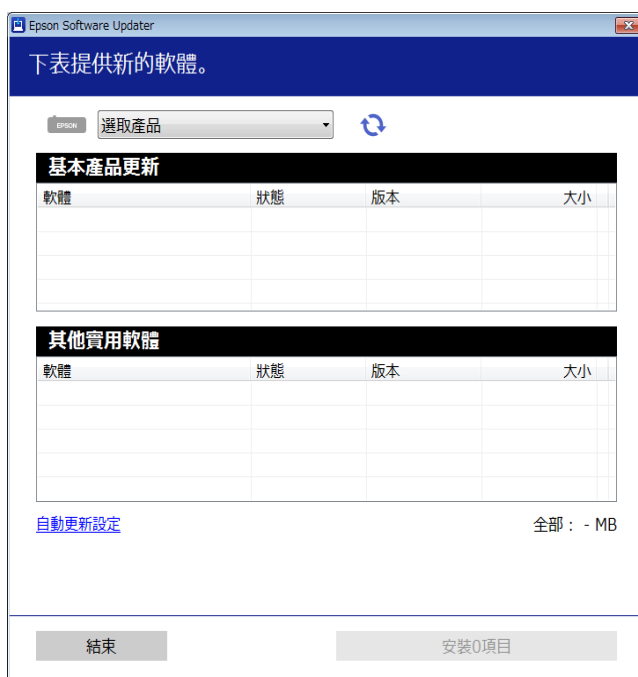 Epson Software Updater
下表提供新的軟體。
EPSON 選取產品
基本產品更新
軟體 狀態 版本 大小
其他實用軟體
軟體 狀態 版本 大小
自動更新設定 全部： - MB
結束 安裝0項目